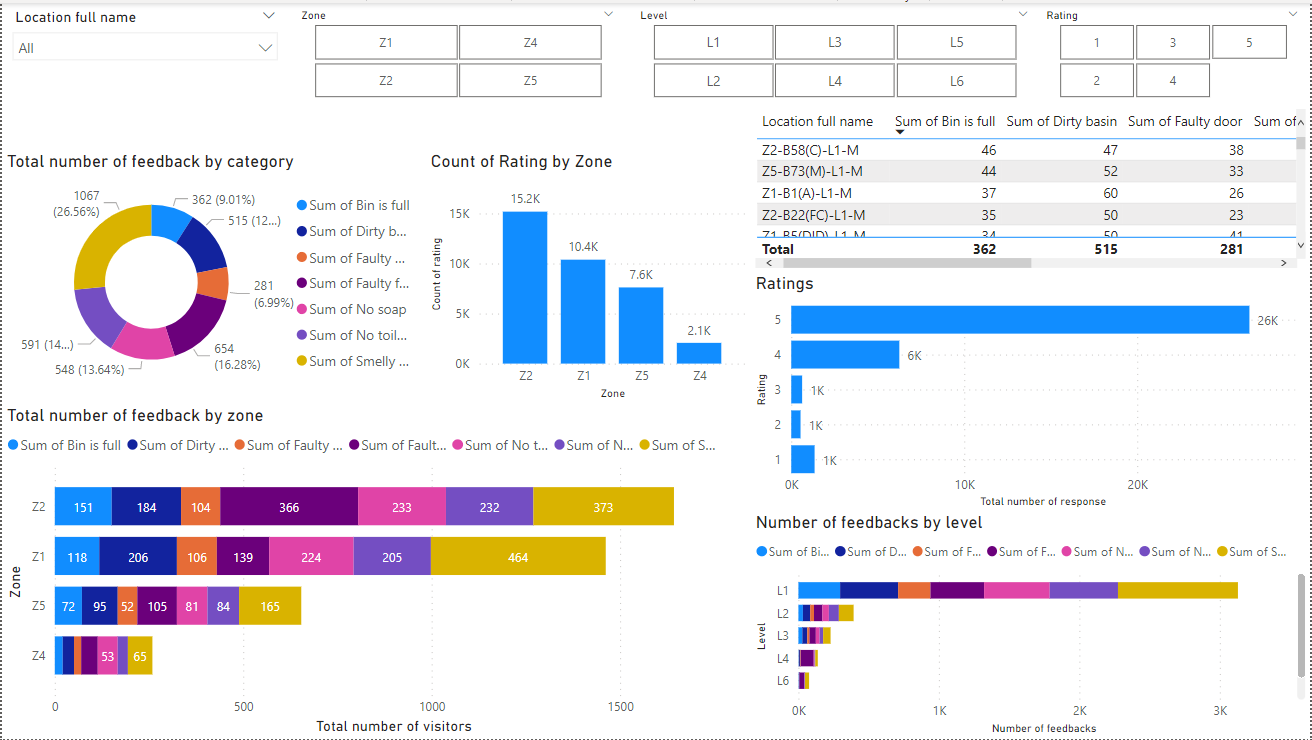 Location full name
All
Zone
Z1
Z4
Z2
Z5
Level
L1
L3
L5
L2
L4
L6
Rating
1
3
5
2
4
Location full name Sum of Bin is full Sum of Dirty basin Sum of Faulty door Sum of
Z2-B58(C)-L1-M 46 47 38
Z5-B73(M)-L1-M 44 52 33
Z1-B1(A)-L1-M 37 60 26
Z2-B22(FC)-L1-M 35 50 23
Z1-B5(DID)-L1-M 34 50 41
Total 362 515 281
Total number of feedback by category
1067
(26.56%)
362 (9.01%)
515 (12...)
281
(6.99%)
654
(16.28%)
548 (13.64%)
591 (14...)
Sum of Bin is full
Sum of Dirty b...
Sum of Faulty ...
Sum of Faulty f...
Sum of No soap
Sum of No toil...
Sum of Smelly ...
Count of Rating by Zone
Count of rating
15K
10K
5K
0K
15.2K
10.4K
7.6K
2.1K
Z2 Z1 Z5 Z4
Zone
Ratings
Rating
5 26K
4 6K
3 1K
2 1K
1 1K
0K 10K 20K
Total number of response
Total number of feedback by zone
Sum of Bin is full Sum of Dirty ... Sum of Faulty ... Sum of Fault... Sum of No t... Sum of N... Sum of S...
Zone
Z2 151 184 104 366 233 232 373
Z1 118 206 106 139 224 205 464
Z5 72 95 52 105 81 84 165
Z4 53 65
0 500 1000 1500
Total number of visitors
Number of feedbacks by level
Sum of Bi... Sum of D... Sum of F... Sum of F... Sum of N... Sum of N... Sum of S...
Level
L1
L2
L3
L4
L6
0K 1K 2K 3K
Number of feedbacks